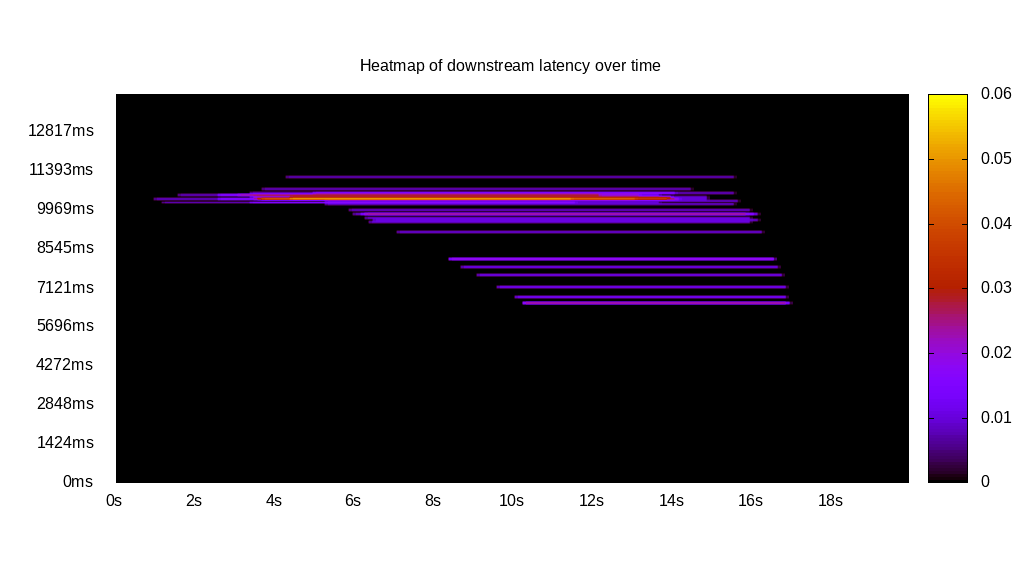 Heatmap of downstream latency over time
12817ms
11393ms
9969ms
8545ms
7121ms
5696ms
4272ms
2848ms
1424ms
0ms
0s 2s 4s 6s 8s 10s 12s 14s 16s 18s
0.06
0.05
0.04
0.03
0.02
0.01
0